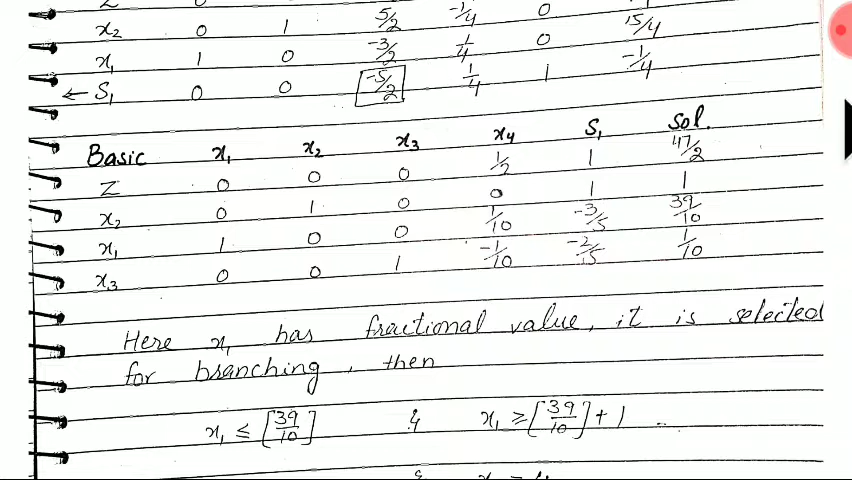 x₂ 0 1 5/2 -1/4 0 15/4
x₁ 1 0 -3/2 1/4 0
← S₁ 0 0 -5/2 1/4 1 -1/4
Basic x₁ x₂ x₃ x₄ S₁ Sol.
Z 0 0 0 1/2 1 47/2
x₂ 0 1 0 0 1 1
x₁ 1 0 0 1/10 -3/5 39/10
x₃ 0 0 1 -1/10 -2/5 1/10
Here x₁ has fractional value, it is selected
for branching, then
x₁ ≤ [39/10] & x₁ ≥ [39/10] + 1